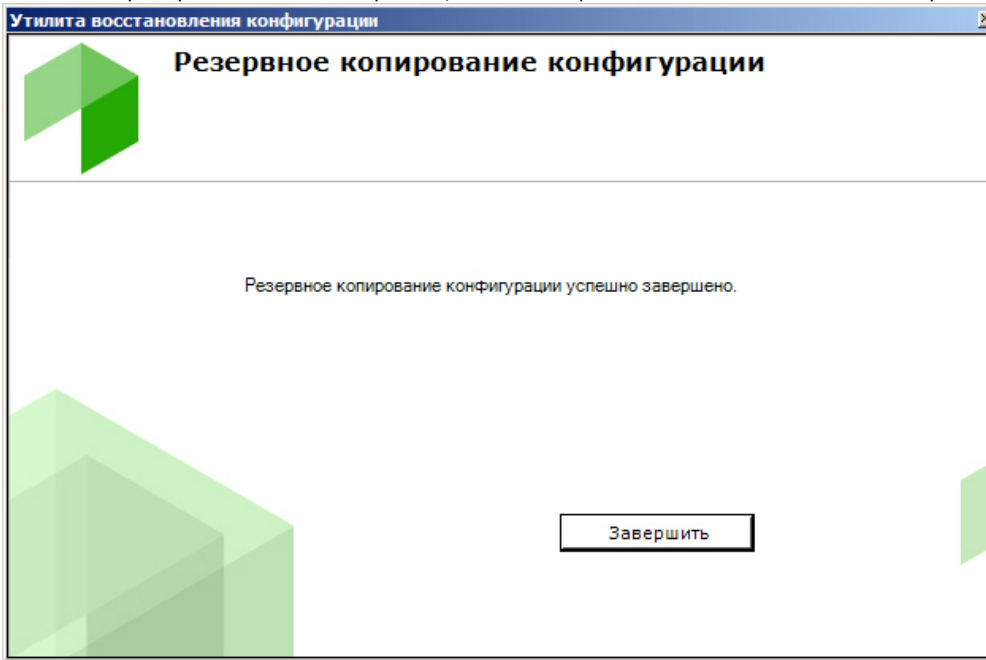 Утилита восстановления конфигурации
Резервное копирование конфигурации
Резервное копирование конфигурации успешно завершено.
Завершить